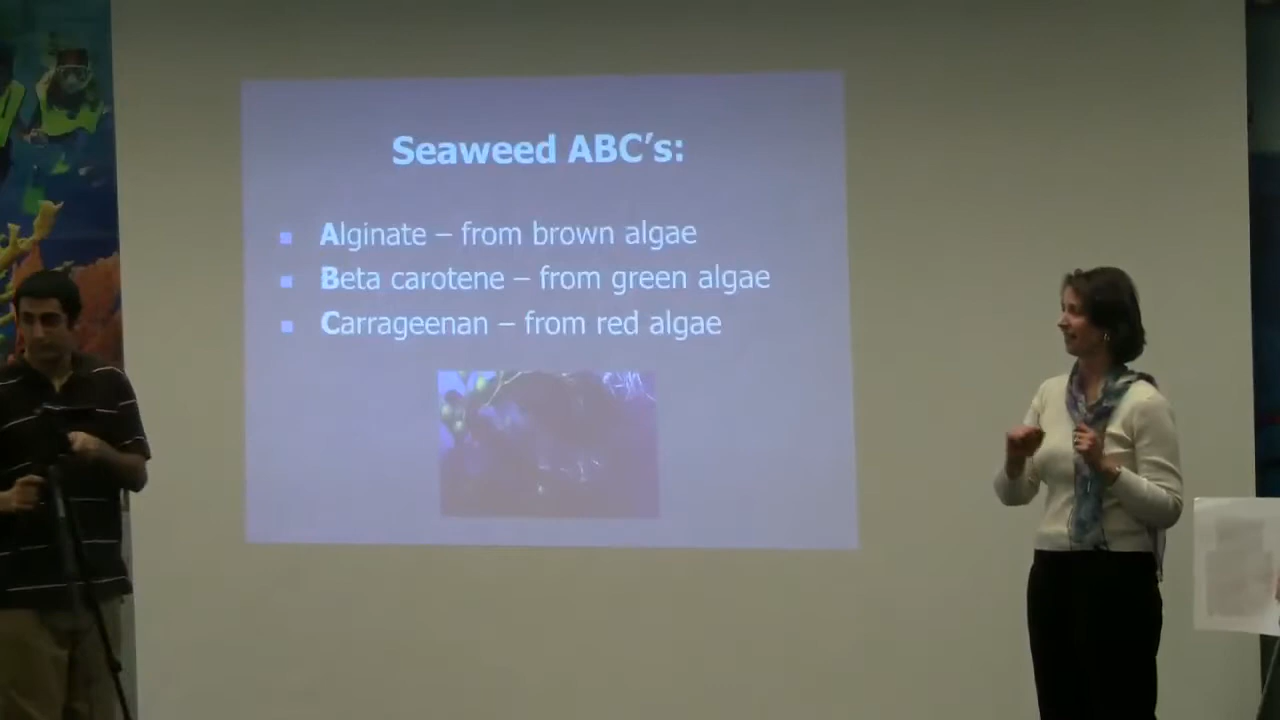 Seaweed ABC's:
Alginate – from brown algae
Beta carotene – from green algae
Carrageenan – from red algae